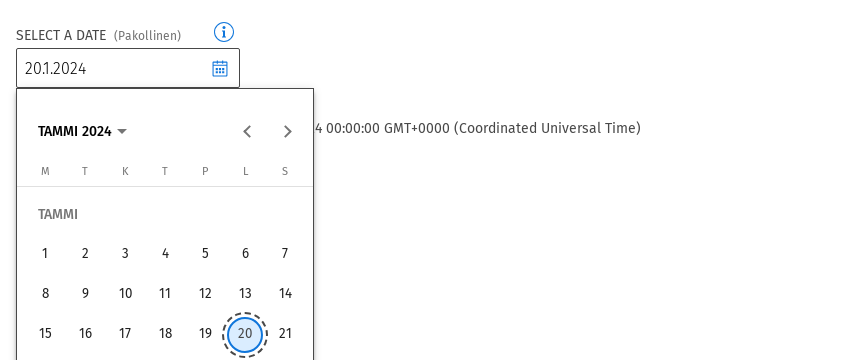 SELECT A DATE (Pakollinen)
20.1.2024
4 00:00:00 GMT+0000 (Coordinated Universal Time)
TAMMI 2024
M T K T P L S
TAMMI
1 2 3 4 5 6 7
8 9 10 11 12 13 14
15 16 17 18 19 20 21